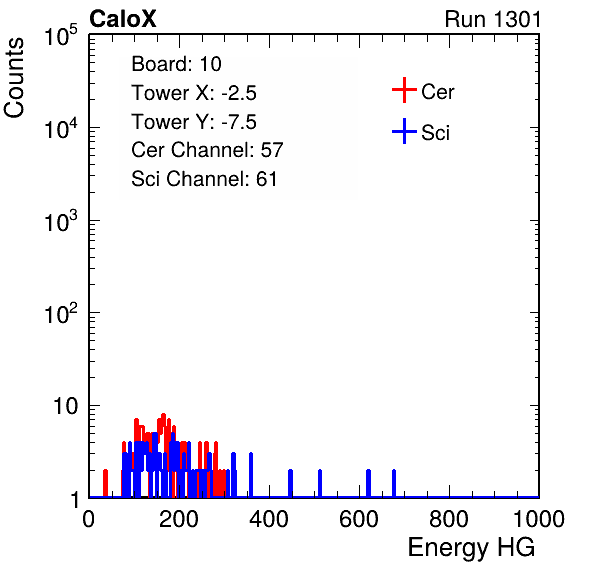 CaloX Run 1301
Counts
Board: 10
Tower X: -2.5
Tower Y: -7.5
Cer Channel: 57
Sci Channel: 61
Cer
Sci
10^5
10^4
10^3
10^2
10
1
0 200 400 600 800 1000
Energy HG